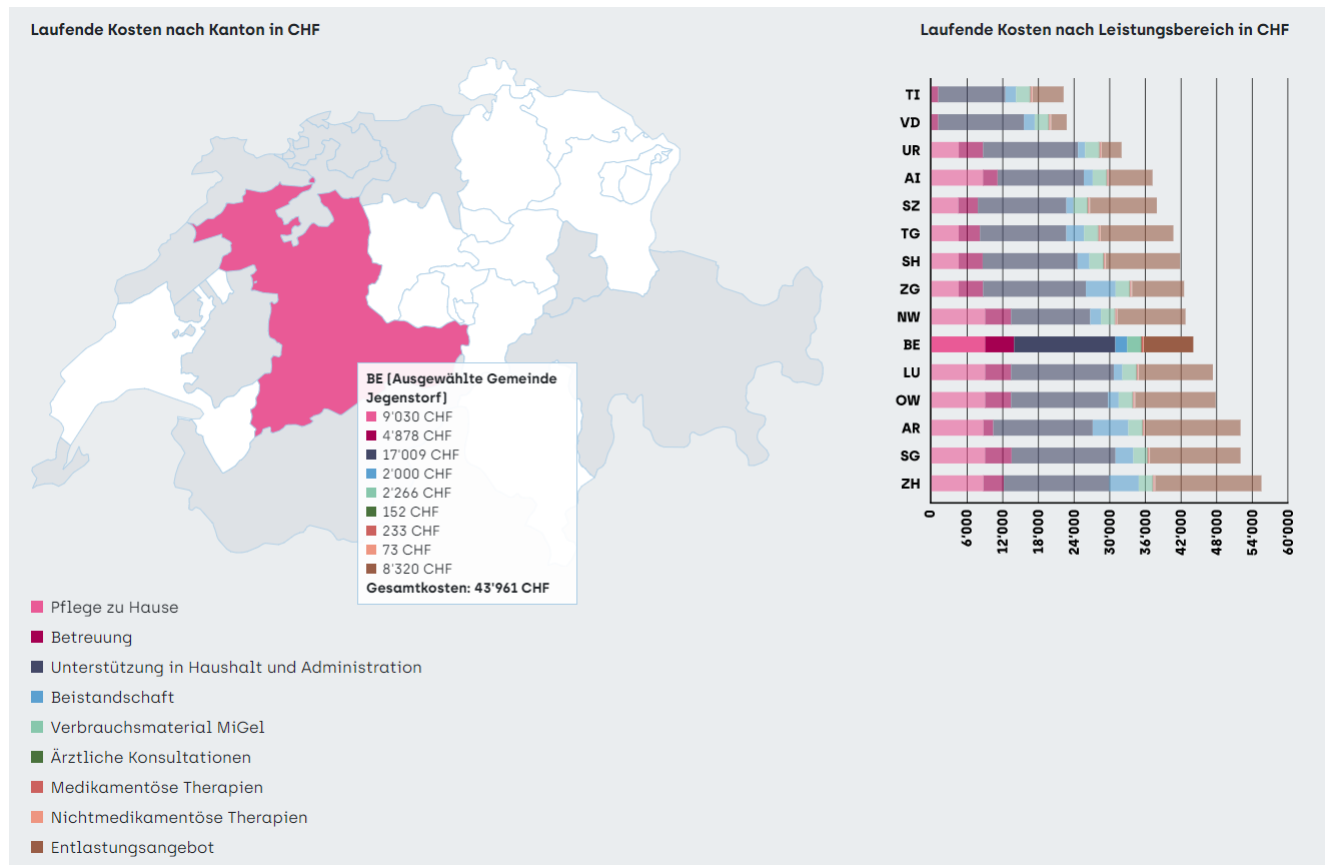 Laufende Kosten nach Kanton in CHF
BE (Ausgewählte Gemeinde
Jegenstorf)
9'030 CHF
4'878 CHF
17'009 CHF
2'000 CHF
2'266 CHF
152 CHF
233 CHF
73 CHF
8'320 CHF
Gesamtkosten: 43'961 CHF
Pflege zu Hause
Betreuung
Unterstützung in Haushalt und Administration
Beistandschaft
Verbrauchsmaterial MiGel
Ärztliche Konsultationen
Medikamentöse Therapien
Nichtmedikamentöse Therapien
Entlastungsangebot
Laufende Kosten nach Leistungsbereich in CHF
TI
VD
UR
AI
SZ
TG
SH
ZG
NW
BE
LU
OW
AR
SG
ZH
0
6'000
12'000
18'000
24'000
30'000
36'000
42'000
48'000
54'000
60'0000